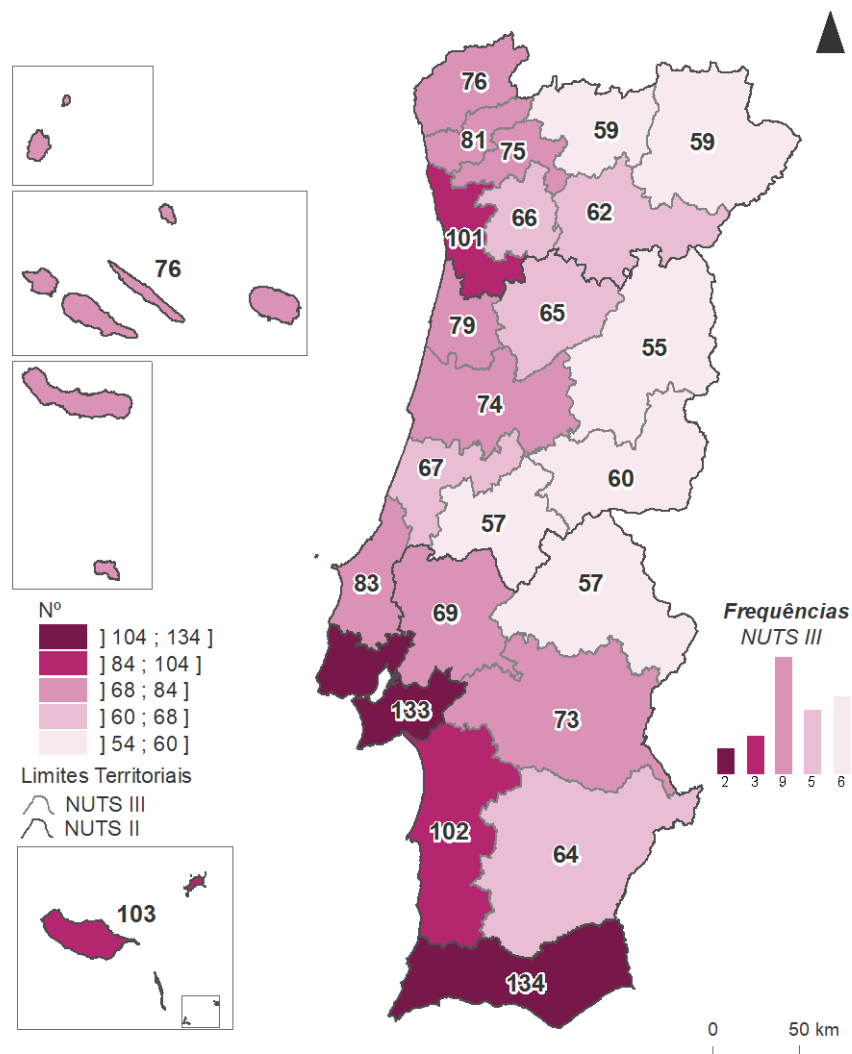 76
81
75
59
59
66
62
101
76
65
79
55
74
67
60
57
83
69
57
133
73
102
64
103
134
Nº
] 104 ; 134 ]
] 84 ; 104 ]
] 68 ; 84 ]
] 60 ; 68 ]
[ 54 ; 60 ]
Limites Territoriais
NUTS III
NUTS II
Frequências
NUTS III
2 3 9 5 6
0 50 km